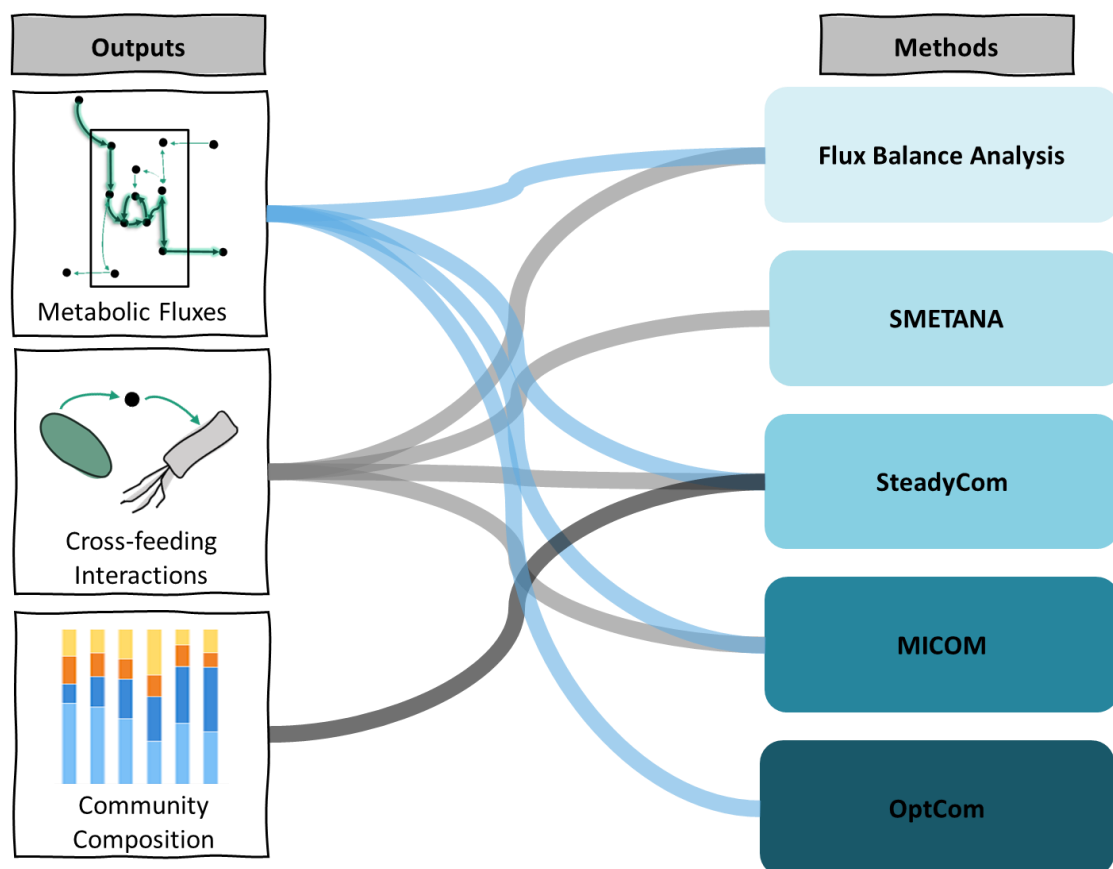 Outputs
Methods
Metabolic Fluxes
Cross-feeding
Interactions
Community
Composition
Flux Balance Analysis
SMETANA
SteadyCom
MICOM
OptCom